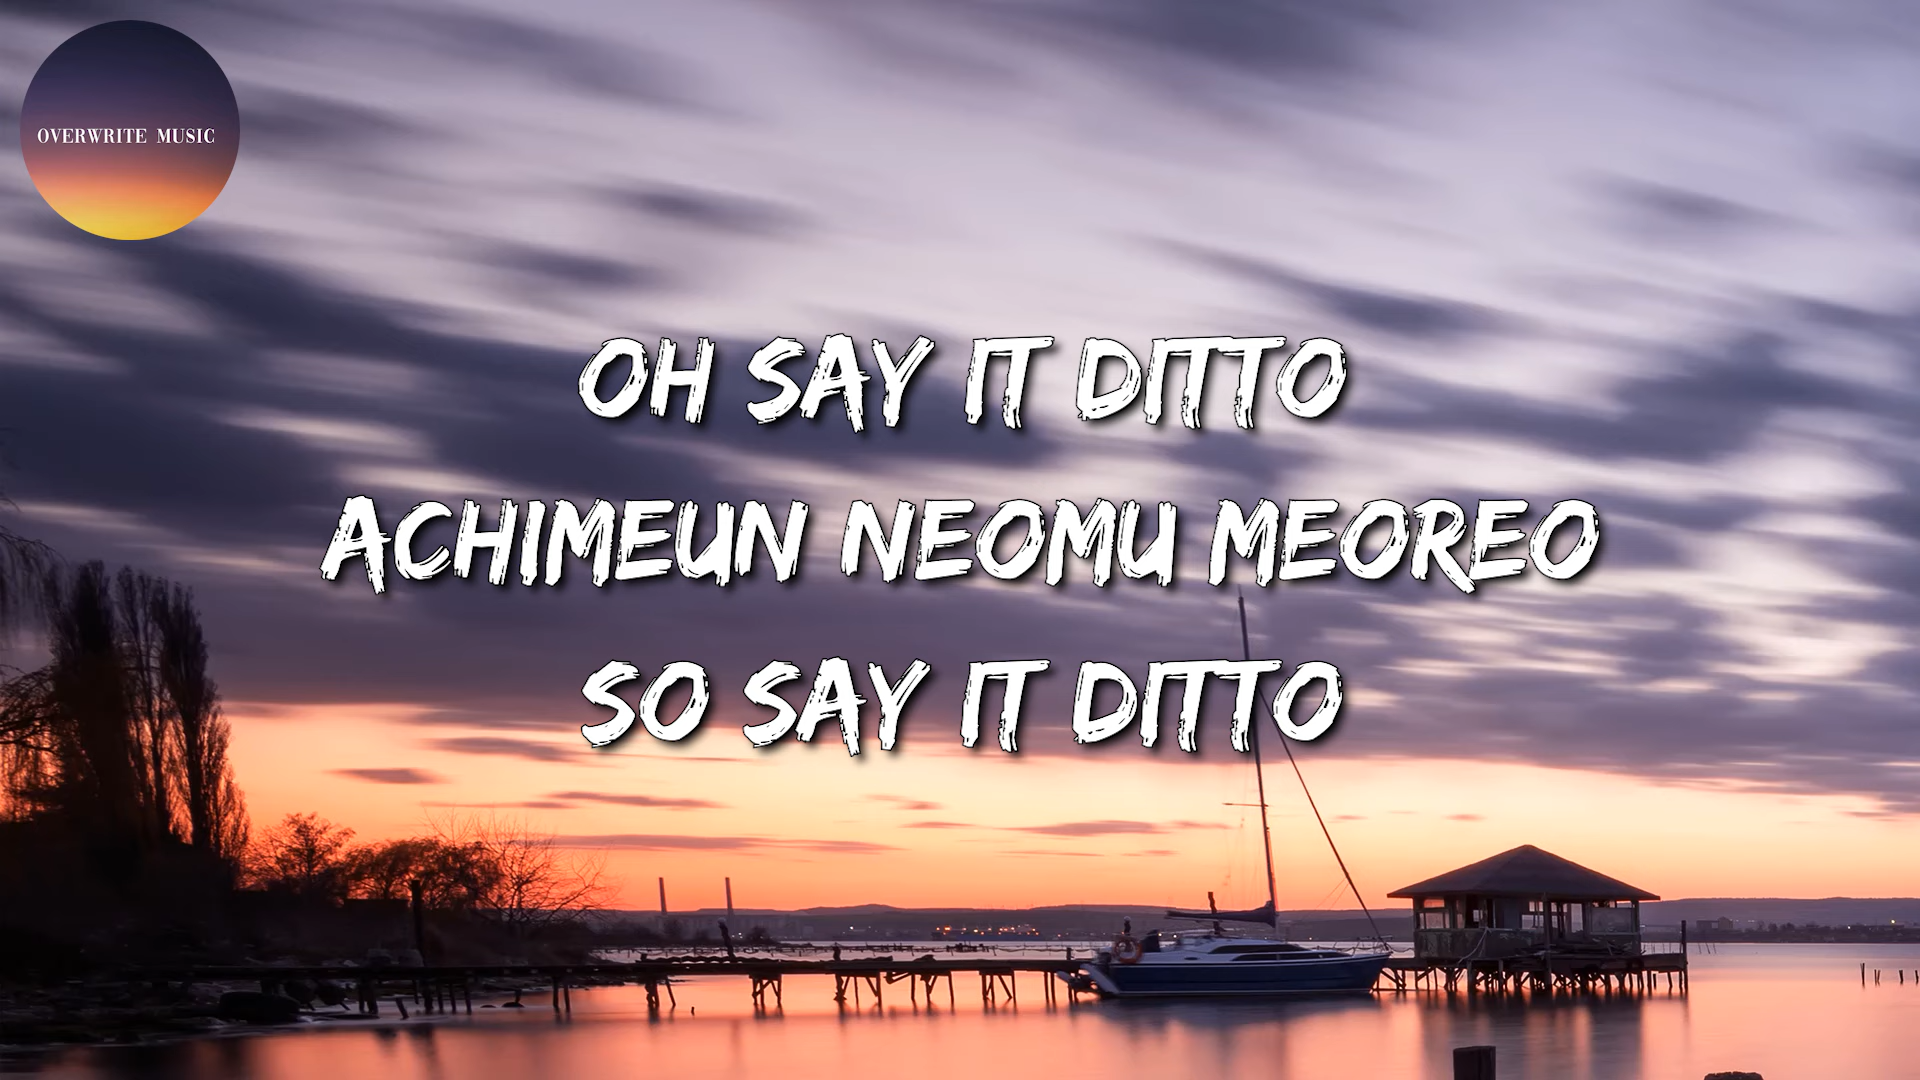 OVERWRITE MUSIC
OH SAY IT DITTO
ACHIMEUN NEOMU MEOREO
SO SAY IT DITTO